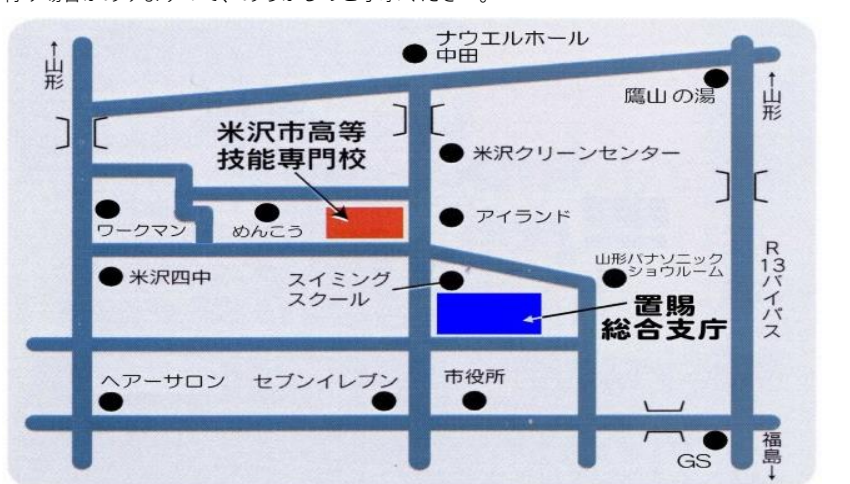 ↑山形
ナウエルホール
中田
鷹山の湯
↑山形
米沢市高等
技能専門校
米沢クリーンセンター
ワークマン
めんこう
アイランド
米沢四中
スイミング
スクール
山形パナソニック
ショウルーム
R13バイパス
置賜
総合支庁
ヘアーサロン
セブンイレブン
市役所
GS
福島↓